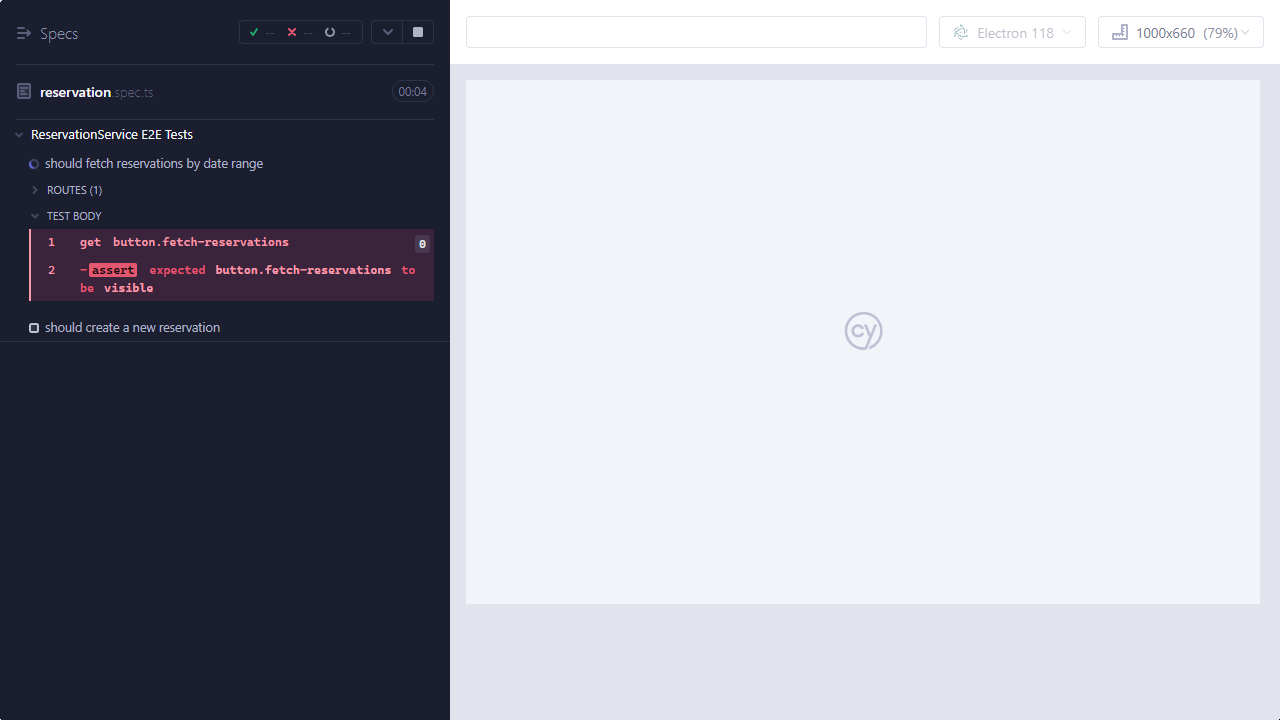 Specs
--
--
--
Electron 118
1000x660 (79%)
reservation.spec.ts
00:04
ReservationService E2E Tests
should fetch reservations by date range
ROUTES (1)
TEST BODY
1 get button.fetch-reservations 0
2 -assert expected button.fetch-reservations to
be visible
should create a new reservation
cy